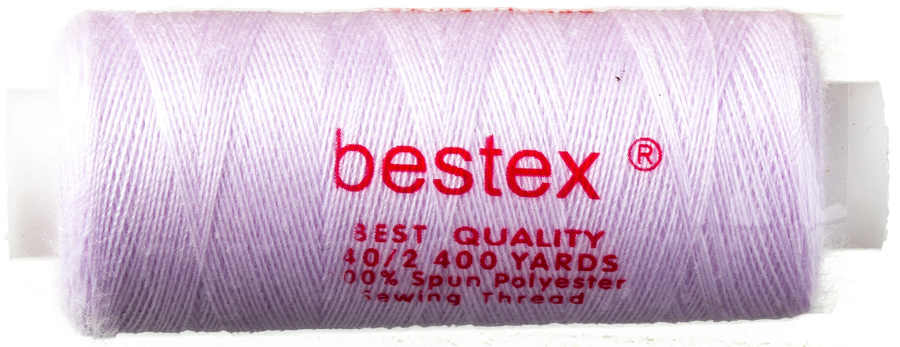 bestex ®
BEST QUALITY
40/2 400 YARDS
00% Spun Polyester
Sewing Thread